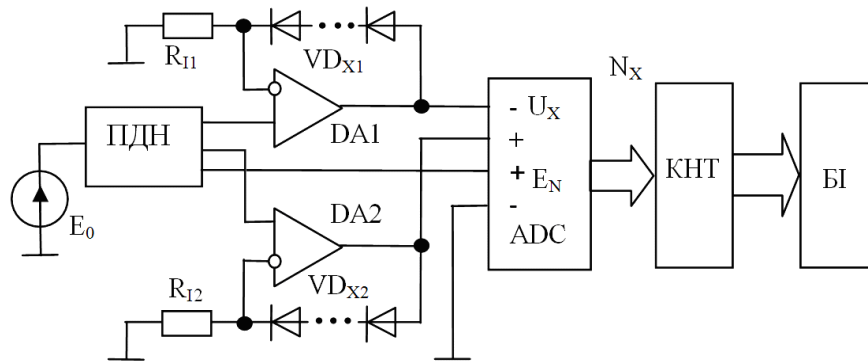 R_I1
VD_X1
N_X
ПДН
DA1
- U_X
+
+ E_N
-
ADC
КНТ
БІ
E_0
DA2
R_I2
VD_X2